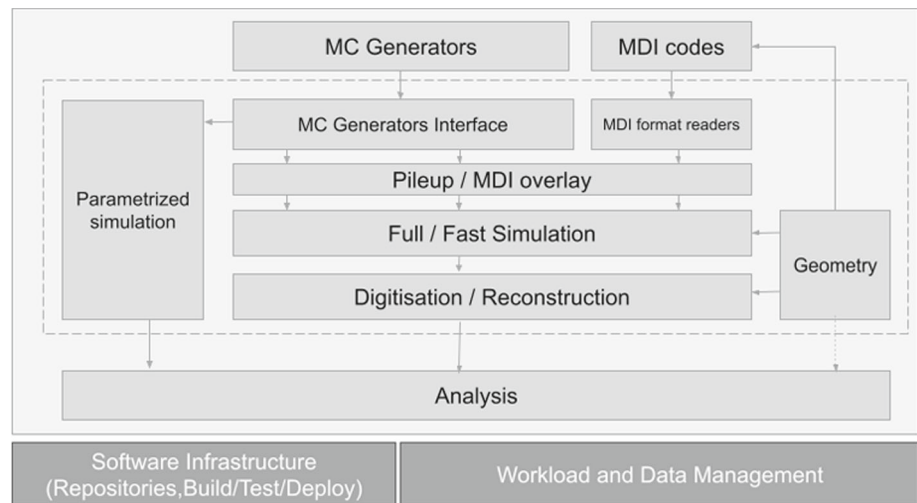 MC Generators
MDI codes
MC Generators Interface
MDI format readers
Parametrized
simulation
Pileup / MDI overlay
Full / Fast Simulation
Geometry
Digitisation / Reconstruction
Analysis
Software Infrastructure
(Repositories,Build/Test/Deploy)
Workload and Data Management